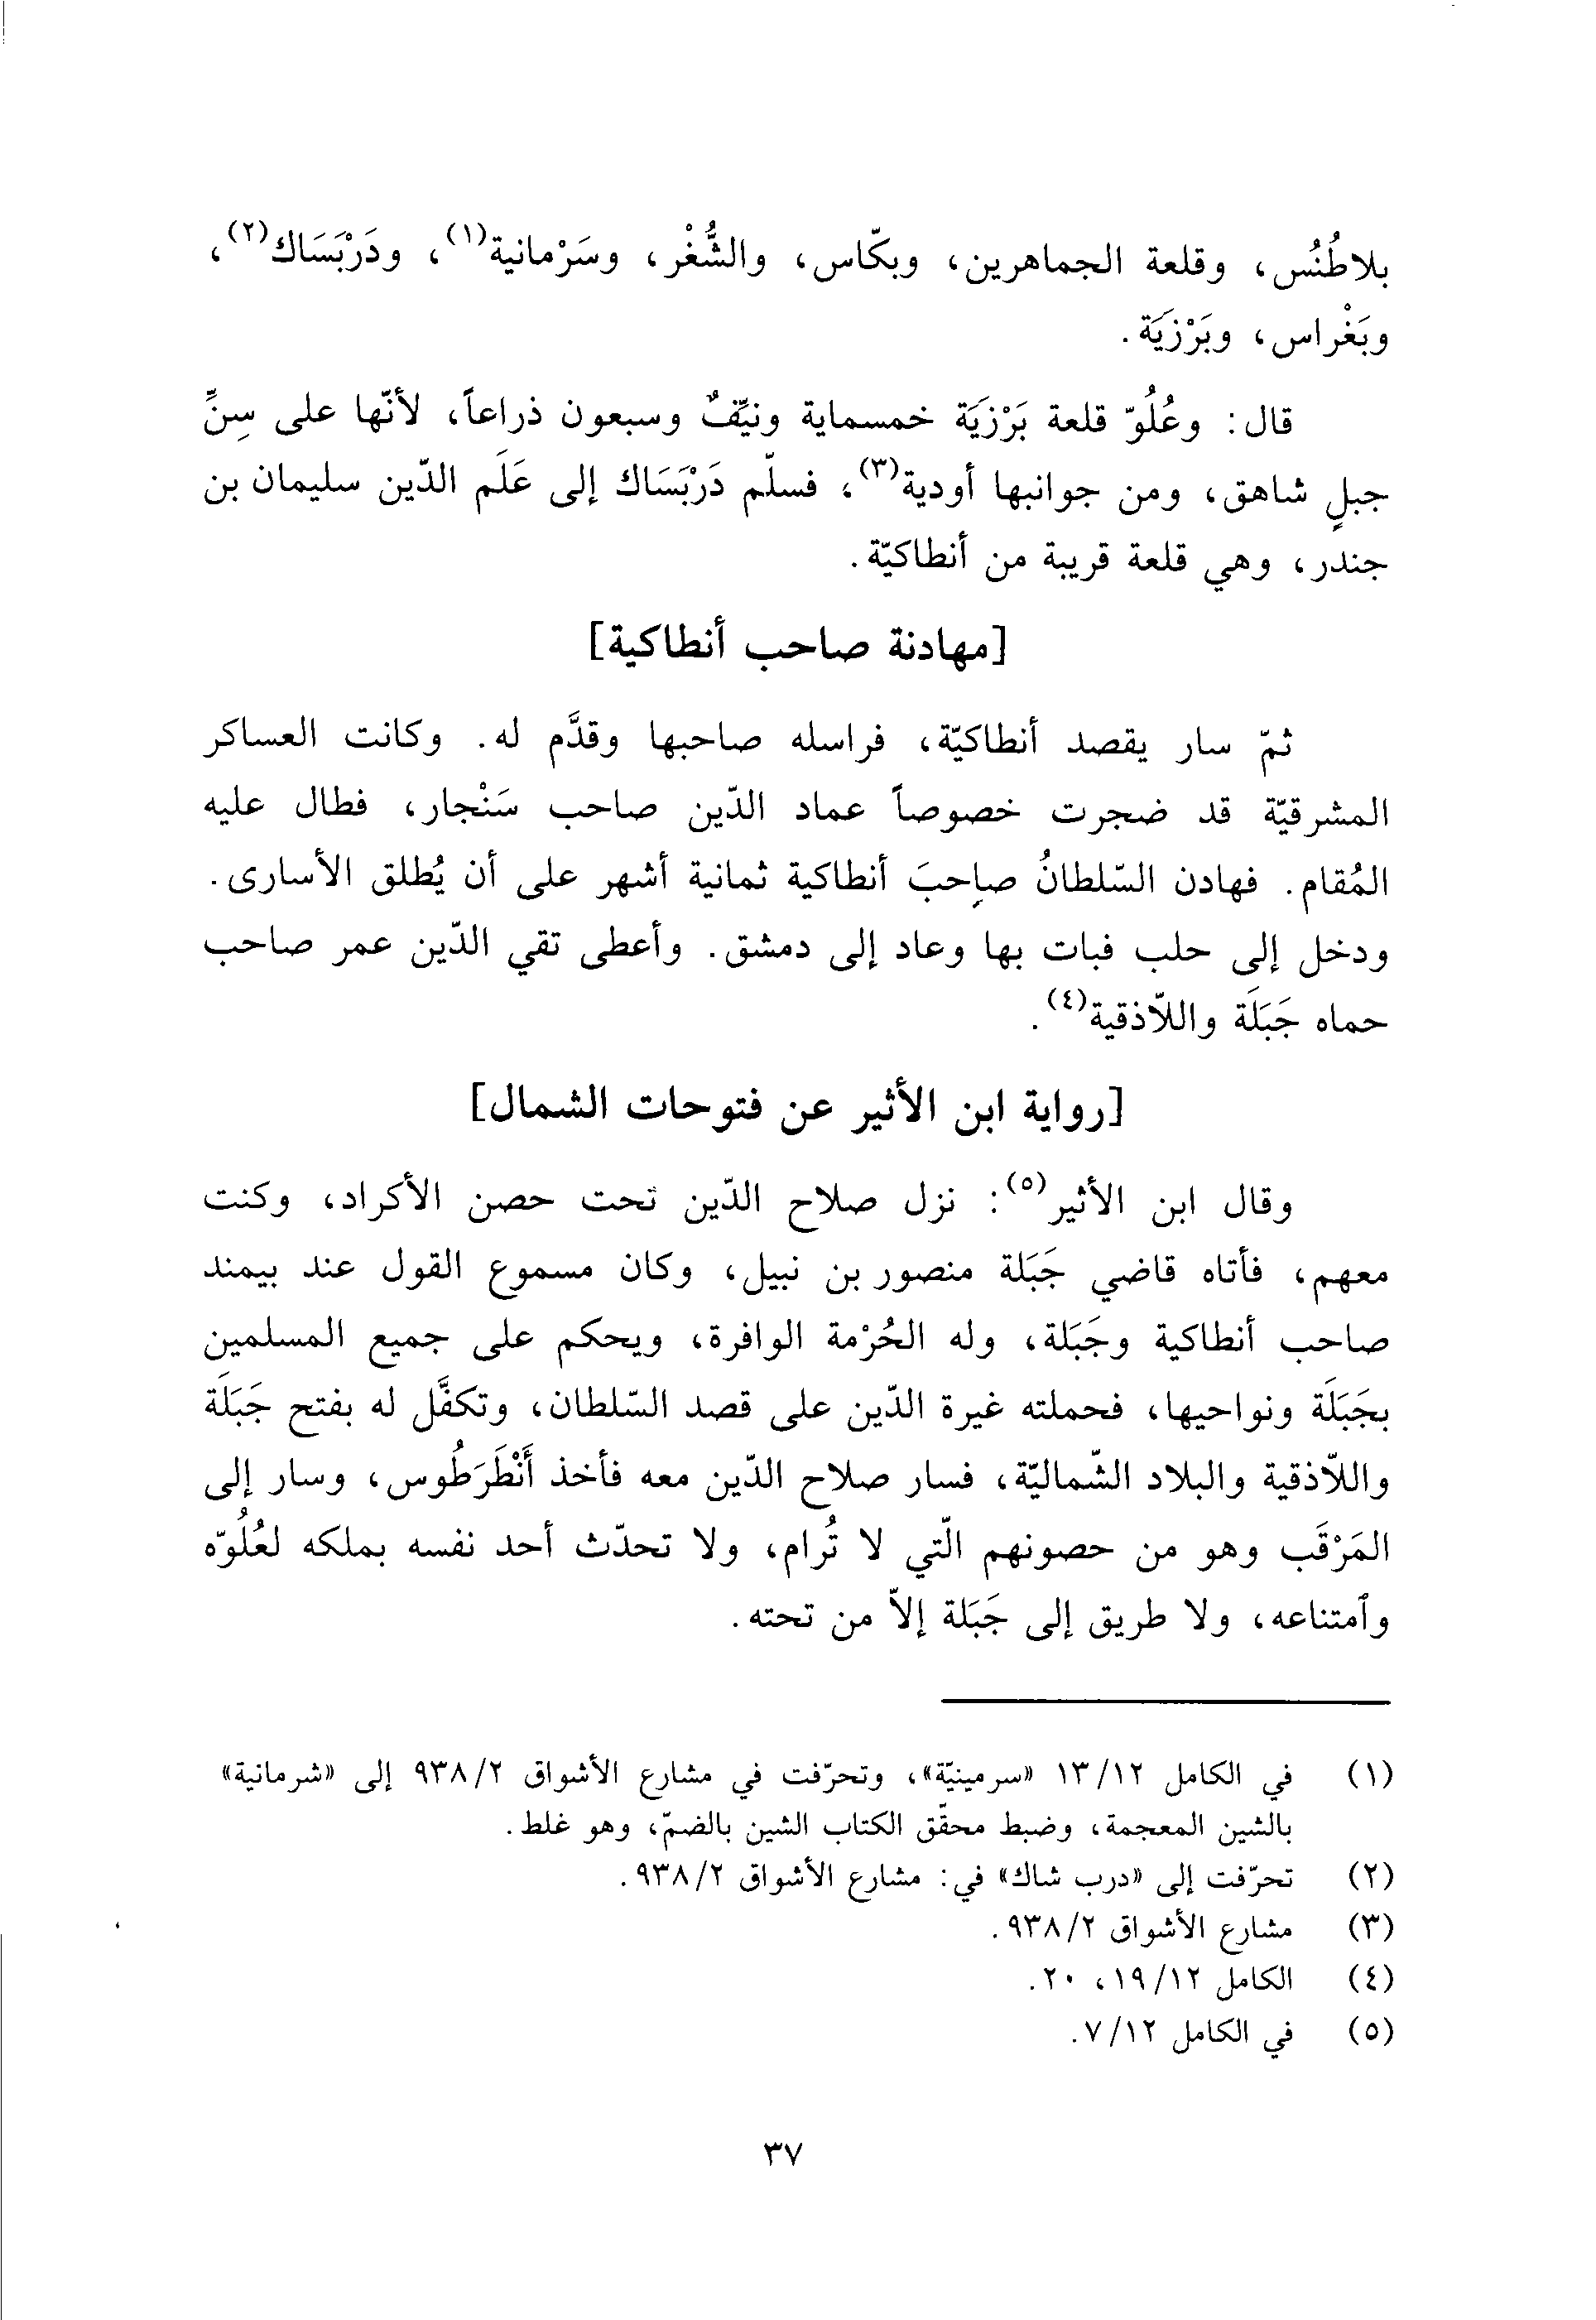 بلاطُنُس، وقلعة الجماهرين، وبكّاس، والشُّغْر، وسَرْمانية(١)، ودَرْبَسَاك(٢)،
وبَغْراس، وبَرْزيَة.
قال: وعُلُوّ قلعة بَرْزيَة خمسماية ونيِّفٌ وسبعون ذراعاً، لأنّها على سِنِّ
جبلٍ شاهق، ومن جوانبها أودية(٣)، فسلّم دَرْبَسَاك إلى عَلَم الدّين سليمان بن
جندر، وهي قلعة قريبة من أنطاكيّة.
[مهادنة صاحب أنطاكية]
ثمّ سار يقصد أنطاكيّة، فراسله صاحبها وقدَّم له. وكانت العساكر
المشرقيّة قد ضجرت خصوصاً عماد الدّين صاحب سَنْجار، فطال عليه
المُقام. فهادن السّلطانُ صاحبَ أنطاكية ثمانية أشهر على أن يُطلق الأسارى.
ودخل إلى حلب فبات بها وعاد إلى دمشق. وأعطى تقي الدّين عمر صاحب
حماه جَبَلَة واللاّذقية(٤).
[رواية ابن الأثير عن فتوحات الشمال]
وقال ابن الأثير(٥): نزل صلاح الدّين تحت حصن الأكراد، وكنت
معهم، فأتاه قاضي جَبَلة منصور بن نبيل، وكان مسموع القول عند بيمند
صاحب أنطاكية وجَبَلة، وله الحُرْمة الوافرة، ويحكم على جميع المسلمين
بجَبَلَة ونواحيها، فحملته غيرة الدّين على قصد السّلطان، وتكفَّل له بفتح جَبَلَة
واللاّذقية والبلاد الشّماليّة، فسار صلاح الدّين معه فأخذ أَنْطَرَطُوس، وسار إلى
المَرْقَب وهو من حصونهم الّتي لا تُرام، ولا تحدّث أحد نفسه بملكه لعُلُوّه
وٱمتناعه، ولا طريق إلى جَبَلة إلاّ من تحته.
(١) في الكامل ١٢/ ١٣ «سرمينيّة»، وتحرّفت في مشارع الأشواق ٩٣٨/٢ إلى «شرمانية»
بالشين المعجمة، وضبط محقّق الكتاب الشين بالضمّ، وهو غلط.
(٢) تحرّفت إلى «درب شاك» في: مشارع الأشواق ٩٣٨/٢.
(٣) مشارع الأشواق ٩٣٨/٢.
(٤) الكامل ١٢/ ١٩، ٢٠.
(٥) في الكامل ١٢/ ٧.
٣٧